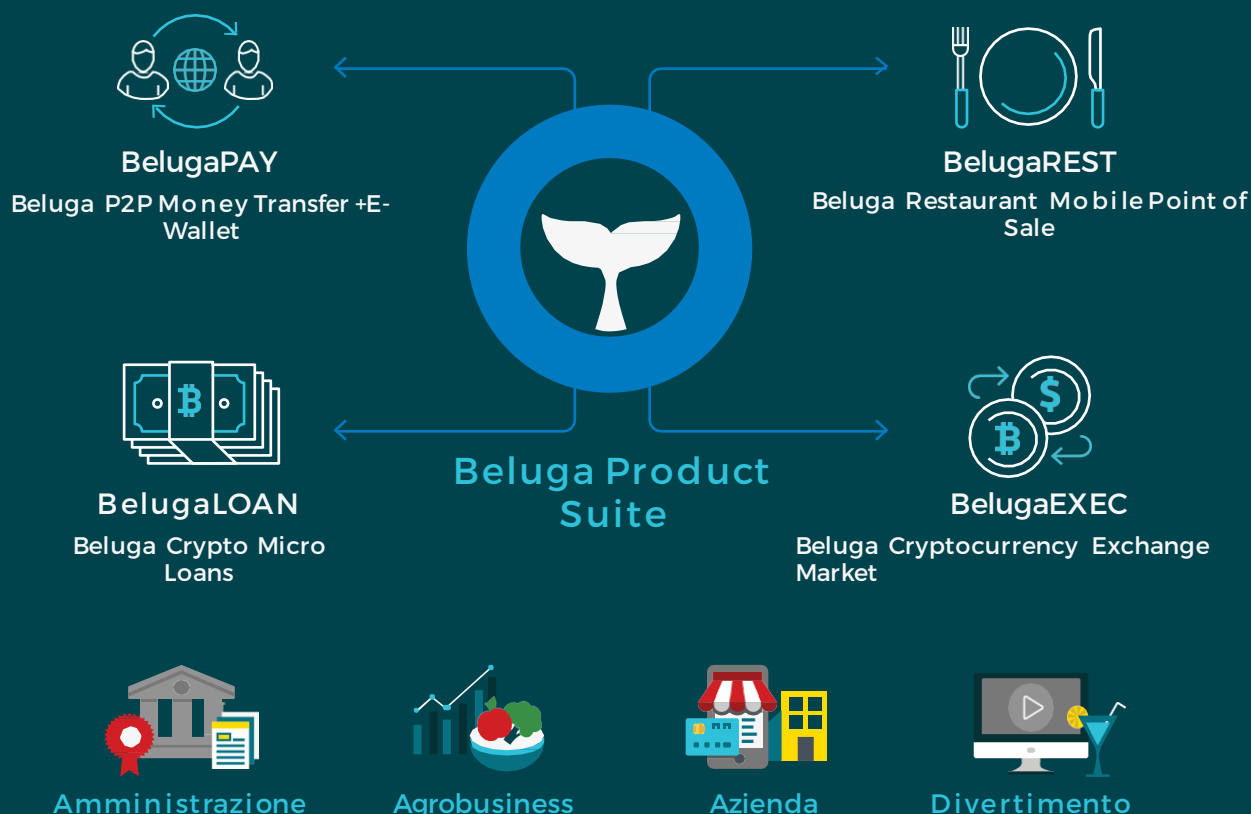 BelugaPAY
Beluga P2P Money Transfer +E-
Wallet
BelugaREST
Beluga Restaurant Mobile Point of
Sale
Beluga Product
Suite
BelugaLOAN
Beluga Crypto Micro
Loans
BelugaEXEC
Beluga Cryptocurrency Exchange
Market
Amministrazione
Agrobusiness
Azienda
Divertimento